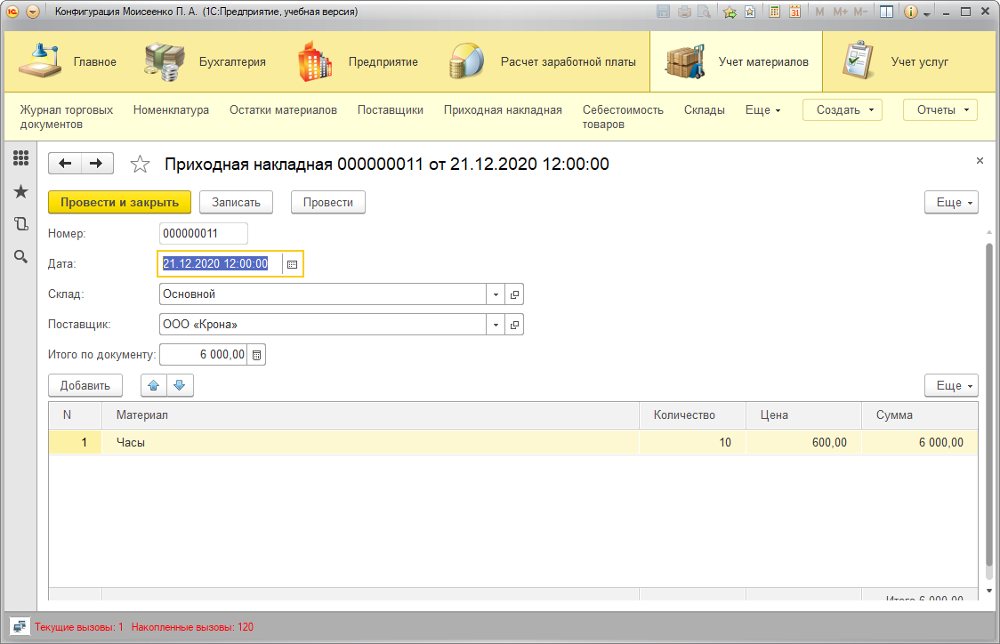 Конфигурация Моисеенко П. А. (1С:Предприятие, учебная версия)
M M+ M-
31
Главное
Бухгалтерия
Предприятие
Расчет заработной платы
Учет материалов
Учет услуг
Журнал торговых документов
Номенклатура
Остатки материалов
Поставщики
Приходная накладная
Себестоимость товаров
Склады
Еще
Создать
Отчеты
Приходная накладная 000000011 от 21.12.2020 12:00:00
Провести и закрыть
Записать
Провести
Еще
Номер: 000000011
Дата: 21.12.2020 12:00:00
Склад: Основной
Поставщик: ООО «Крона»
Итого по документу: 6 000,00
Добавить
Еще
N Материал Количество Цена Сумма
1 Часы 10 600,00 6 000,00
Итого 6 000,00
Текущие вызовы: 1 Накопленные вызовы: 120